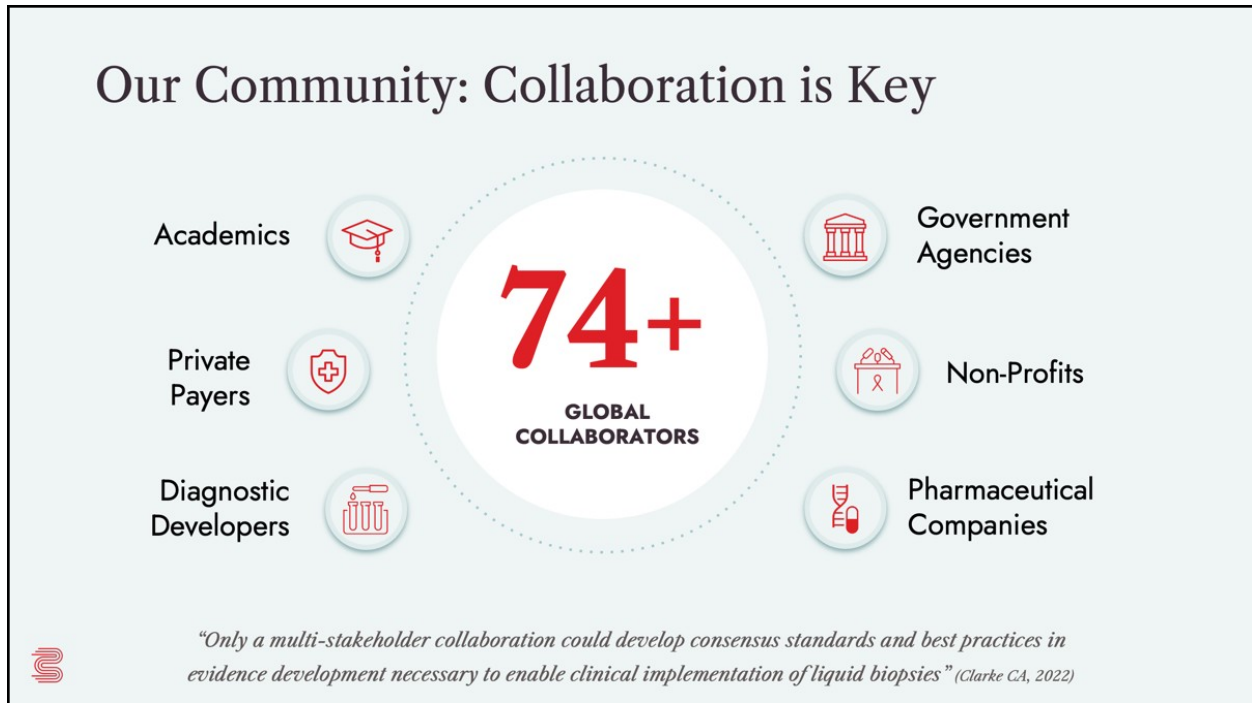 Our Community: Collaboration is Key
Academics
Private
Payers
Diagnostic
Developers
74+
GLOBAL
COLLABORATORS
Government
Agencies
Non-Profits
Pharmaceutical
Companies
“Only a multi-stakeholder collaboration could develop consensus standards and best practices in
evidence development necessary to enable clinical implementation of liquid biopsies” (Clarke CA, 2022)